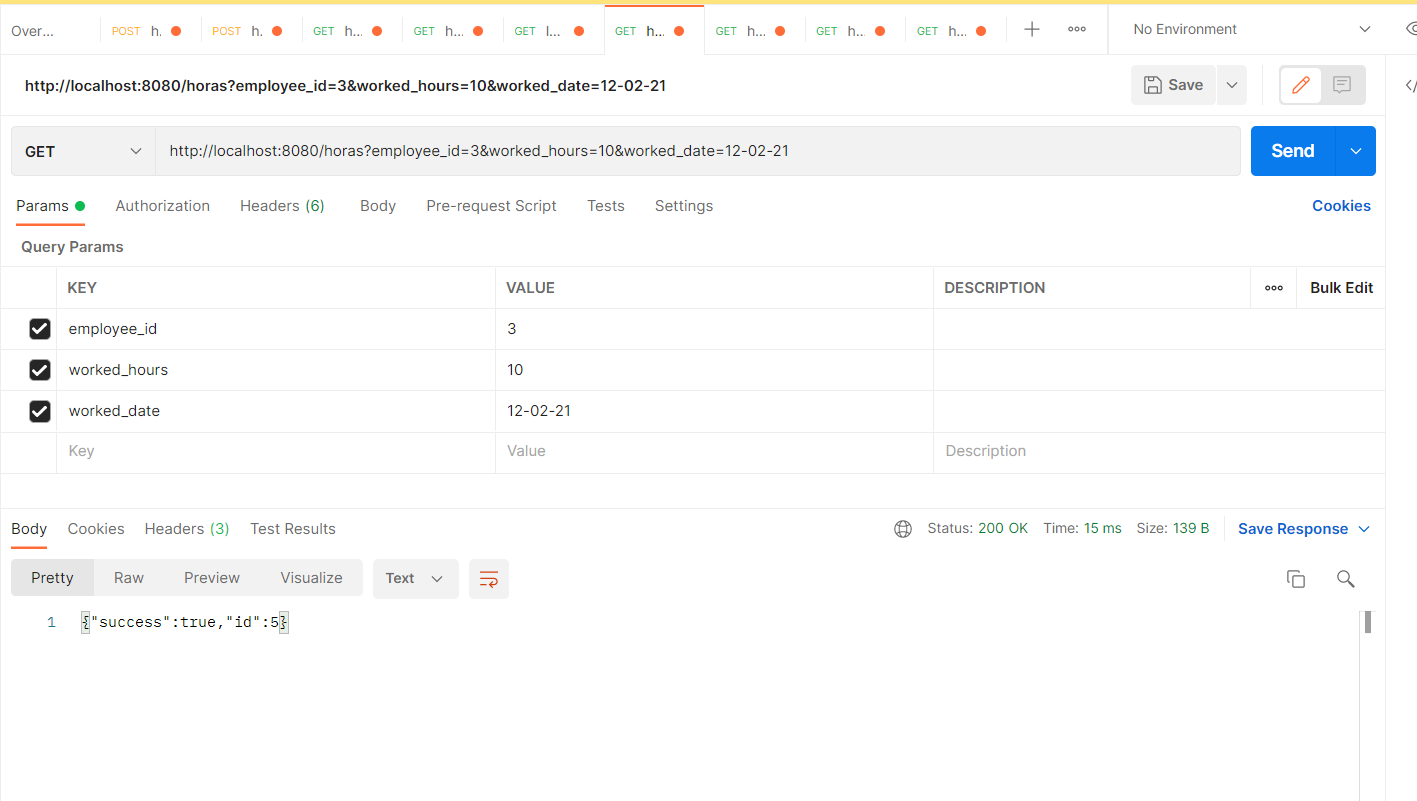 Over... POST h. POST h. GET h... GET h... GET l... GET h... GET h... GET h... GET h... No Environment
http://localhost:8080/horas?employee_id=3&worked_hours=10&worked_date=12-02-21 Save
GET http://localhost:8080/horas?employee_id=3&worked_hours=10&worked_date=12-02-21 Send
Params Authorization Headers (6) Body Pre-request Script Tests Settings Cookies
Query Params
KEY VALUE DESCRIPTION Bulk Edit
employee_id 3
worked_hours 10
worked_date 12-02-21
Key Value Description
Body Cookies Headers (3) Test Results Status: 200 OK Time: 15 ms Size: 139 B Save Response
Pretty Raw Preview Visualize Text
1 {"success":true,"id":5}